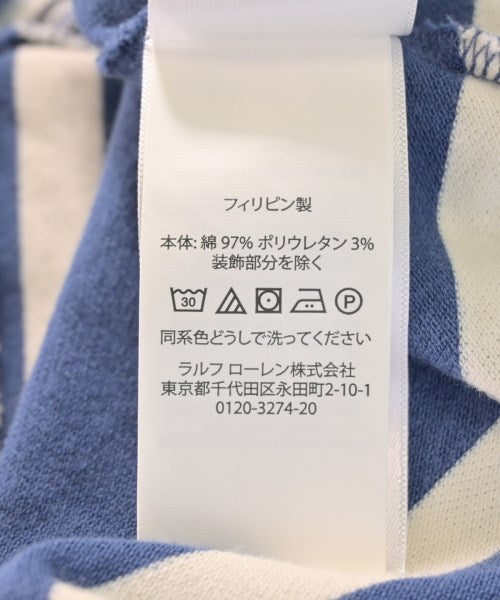 フィリピン製
本体: 綿 97% ポリウレタン 3%
装飾部分を除く
30 P
同系色どうしで洗ってください
ラルフ ローレン株式会社
東京都千代田区永田町2-10-1
0120-3274-20